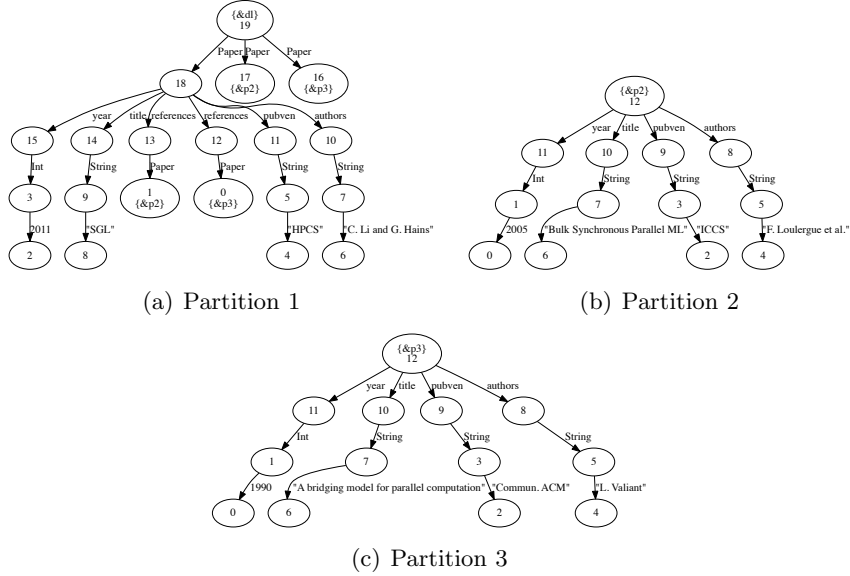 {&dl}
19
Paper Paper Paper
18
17
{&p2}
16
{&p3}
year title references references pubven authors
15 14 13 12 11 10
Int String Paper Paper String String
3 9
1
{&p2}
0
{&p3}
5 7
2011 "SGL" "HPCS" "C. Li and G. Hains"
2 8 4 6
(a) Partition 1
{&p2}
12
year title pubven authors
11 10 9 8
Int String String String
1 7 3 5
2005 "Bulk Synchronous Parallel ML" "ICCS" "F. Loulergue et al."
0 6 2 4
(b) Partition 2
{&p3}
12
year title pubven authors
11 10 9 8
Int String String String
1 7 3 5
1990 "A bridging model for parallel computation" "Commun. ACM" "L. Valiant"
0 6 2 4
(c) Partition 3